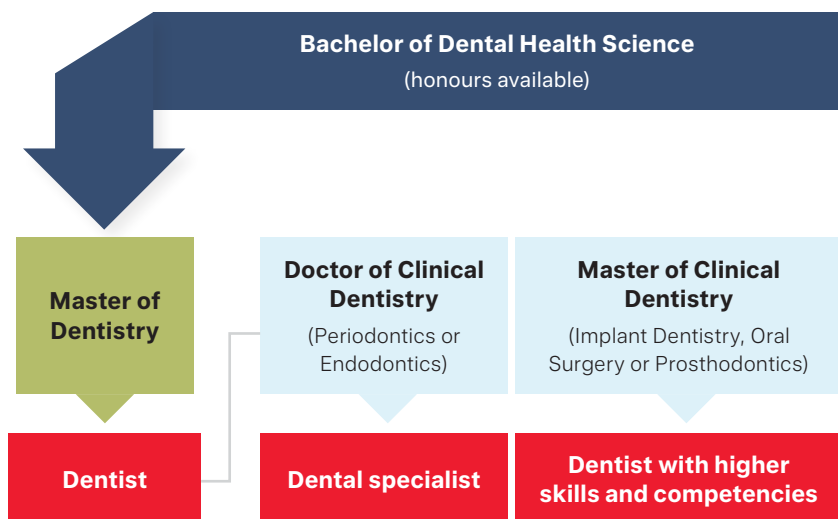 Bachelor of Dental Health Science
(honours available)
Master of
Dentistry
Doctor of Clinical
Dentistry
(Periodontics or
Endodontics)
Master of Clinical
Dentistry
(Implant Dentistry, Oral
Surgery or Prosthodontics)
Dentist
Dental specialist
Dentist with higher
skills and competencies